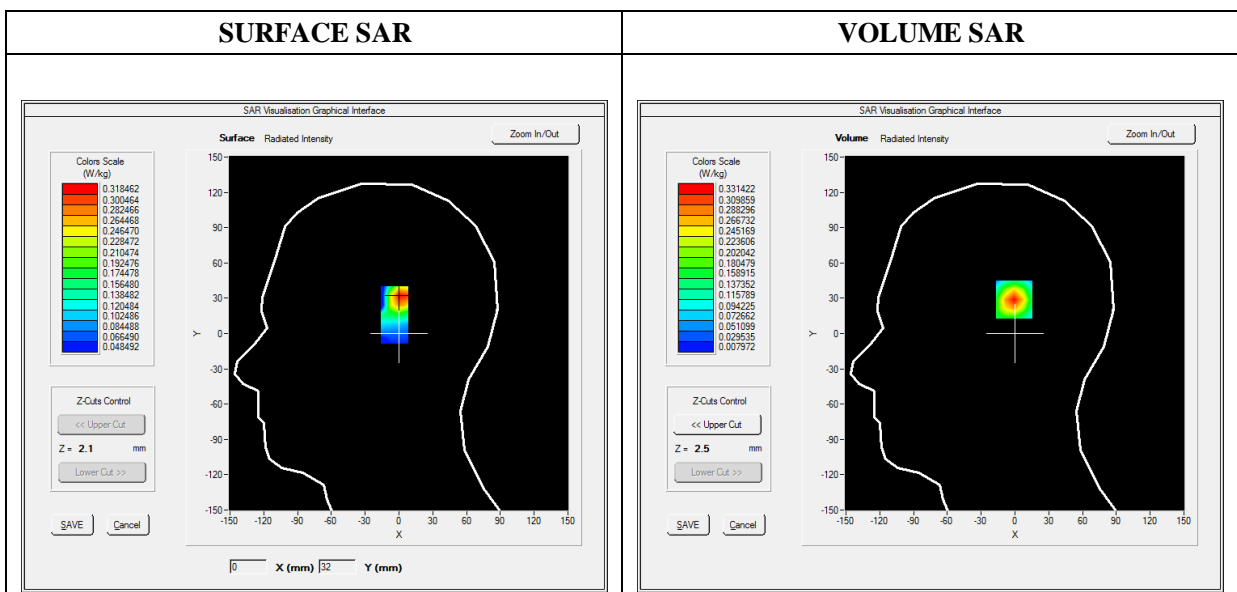 SURFACE SAR
VOLUME SAR
SAR Visualisation Graphical Interface
Surface Radiated Intensity
Zoom In/Out
Colors Scale
(W/kg)
0.318462
0.300464
0.282466
0.264468
0.246470
0.228472
0.210474
0.192476
0.174478
0.156480
0.138482
0.120484
0.102486
0.084488
0.066490
0.048492
Z-Cuts Control
<< Upper Cut
Z = 2.1 mm
Lower Cut >>
SAVE Cancel
150
120
90
60
30
0
-30
-60
-90
-120
-150
Y
-150 -120 -90 -60 -30 0 30 60 90 120 150
X
0 X (mm) 32 Y (mm)
SAR Visualisation Graphical Interface
Volume Radiated Intensity
Zoom In/Out
Colors Scale
(W/kg)
0.331422
0.309859
0.288296
0.266732
0.245169
0.223606
0.202042
0.180479
0.158915
0.137352
0.115789
0.094225
0.072662
0.051099
0.029535
0.007972
Z-Cuts Control
<< Upper Cut
Z = 2.5 mm
Lower Cut >>
SAVE Cancel
150
120
90
60
30
0
-30
-60
-90
-120
-150
Y
-150 -120 -90 -60 -30 0 30 60 90 120 150
X